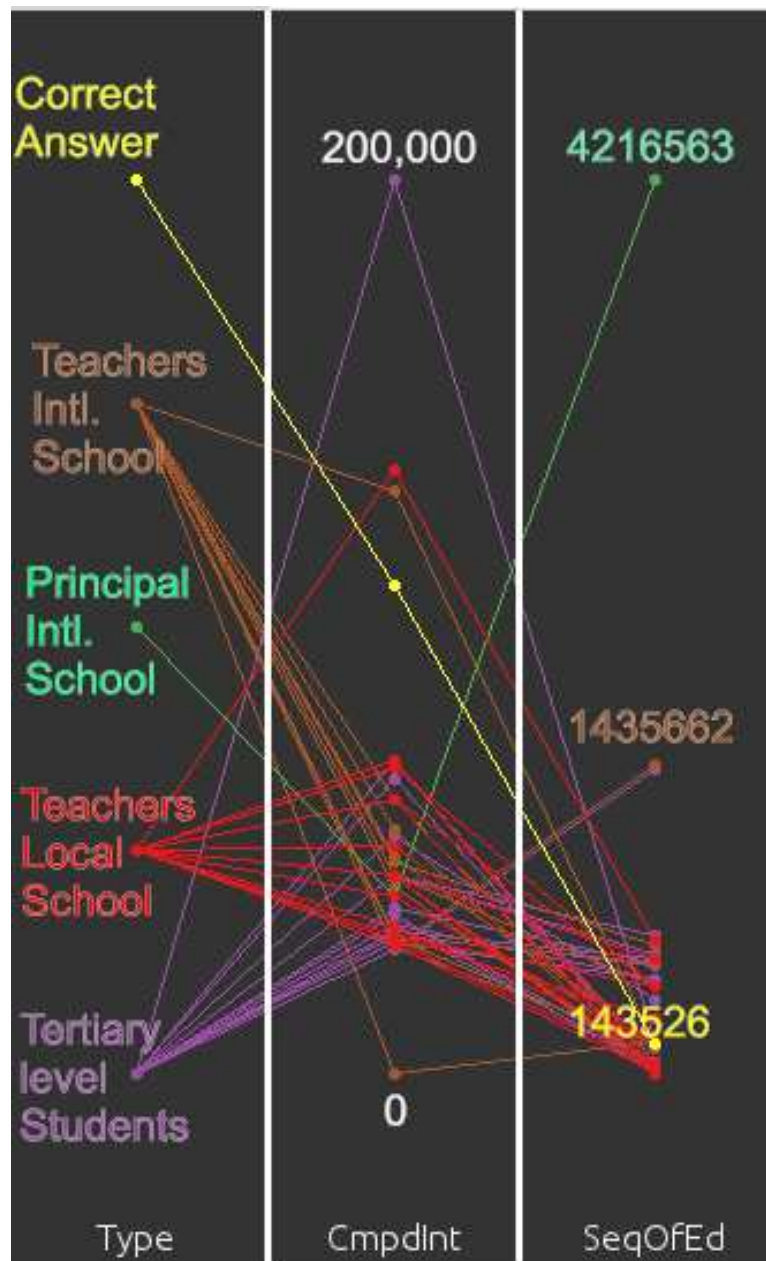 Correct
Answer
200,000
4216563
Teachers
Intl.
School
Principal
Intl.
School
1435662
Teachers
Local
School
Tertiary
level
Students
143526
0
Type
CmpdInt
SeqOfEd